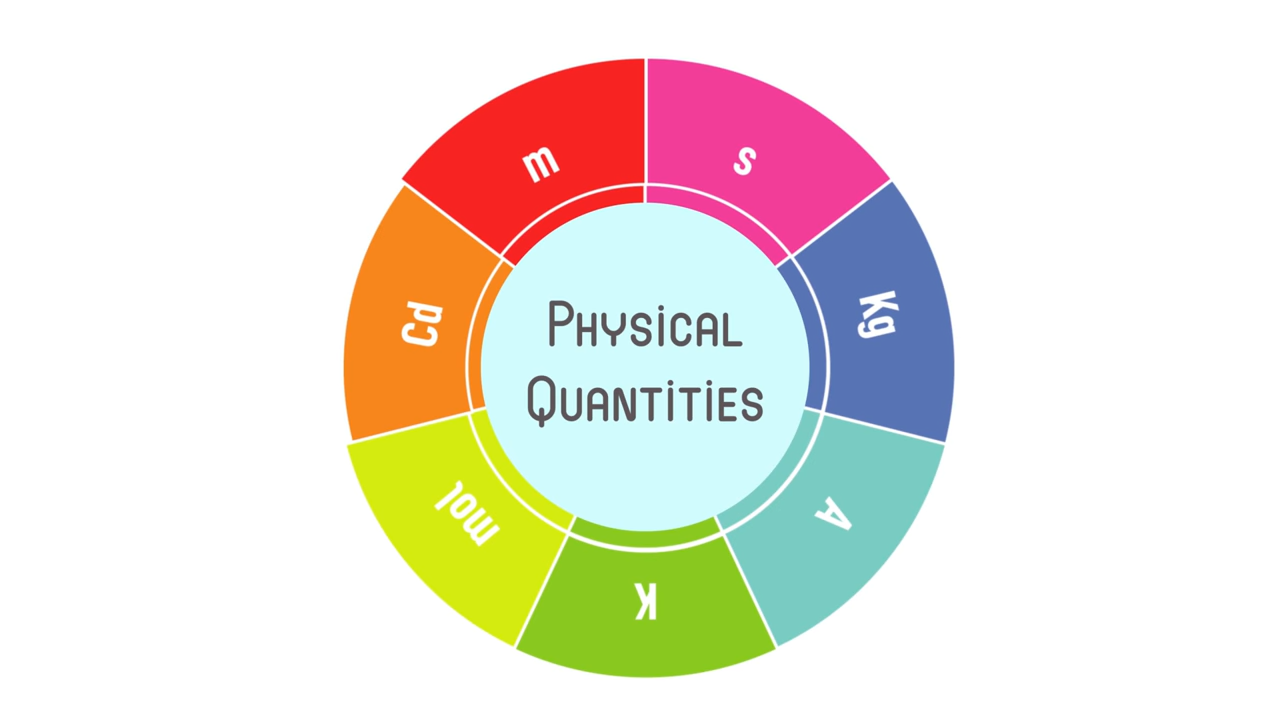 m
s
Kg
A
K
mol
Cd
Physical
Quantities